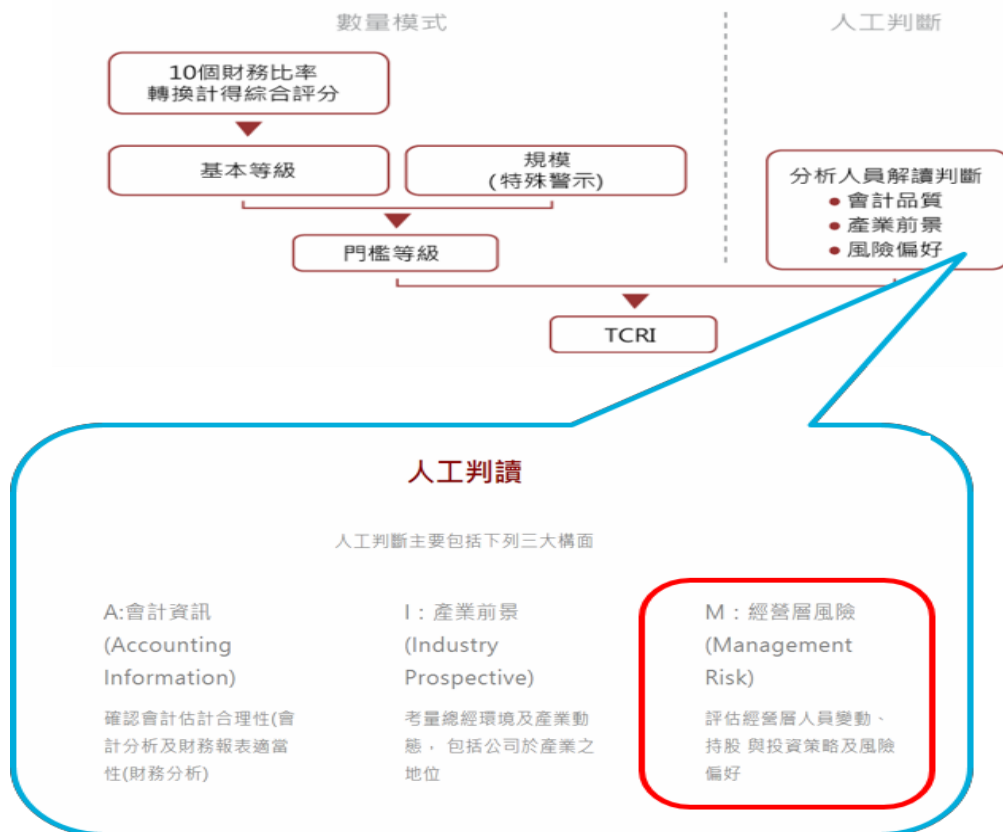 數量模式
人工判斷
10個財務比率
轉換計得綜合評分
基本等級
規模
(特殊警示)
分析人員解讀判斷
• 會計品質
• 產業前景
• 風險偏好
門檻等級
TCRI
人工判讀
人工判斷主要包括下列三大構面
A:會計資訊
(Accounting
Information)
確認會計估計合理性(會
計分析及財務報表適當
性(財務分析)
I：產業前景
(Industry
Prospective)
考量總經環境及產業動
態， 包括公司於產業之
地位
M：經營層風險
(Management
Risk)
評估經營層人員變動、
持股 與投資策略及風險
偏好